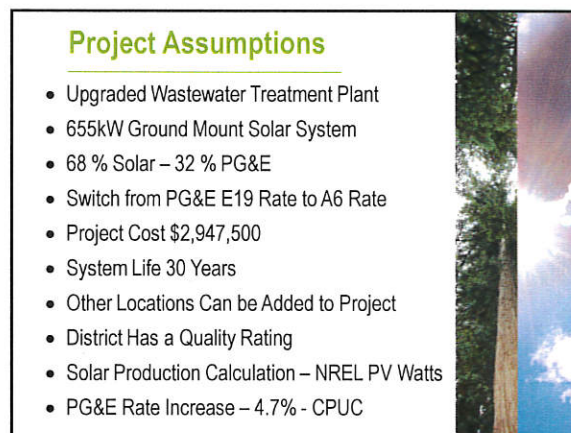 Project Assumptions
• Upgraded Wastewater Treatment Plant
• 655kW Ground Mount Solar System
• 68 % Solar – 32 % PG&E
• Switch from PG&E E19 Rate to A6 Rate
• Project Cost $2,947,500
• System Life 30 Years
• Other Locations Can be Added to Project
• District Has a Quality Rating
• Solar Production Calculation – NREL PV Watts
• PG&E Rate Increase – 4.7% - CPUC